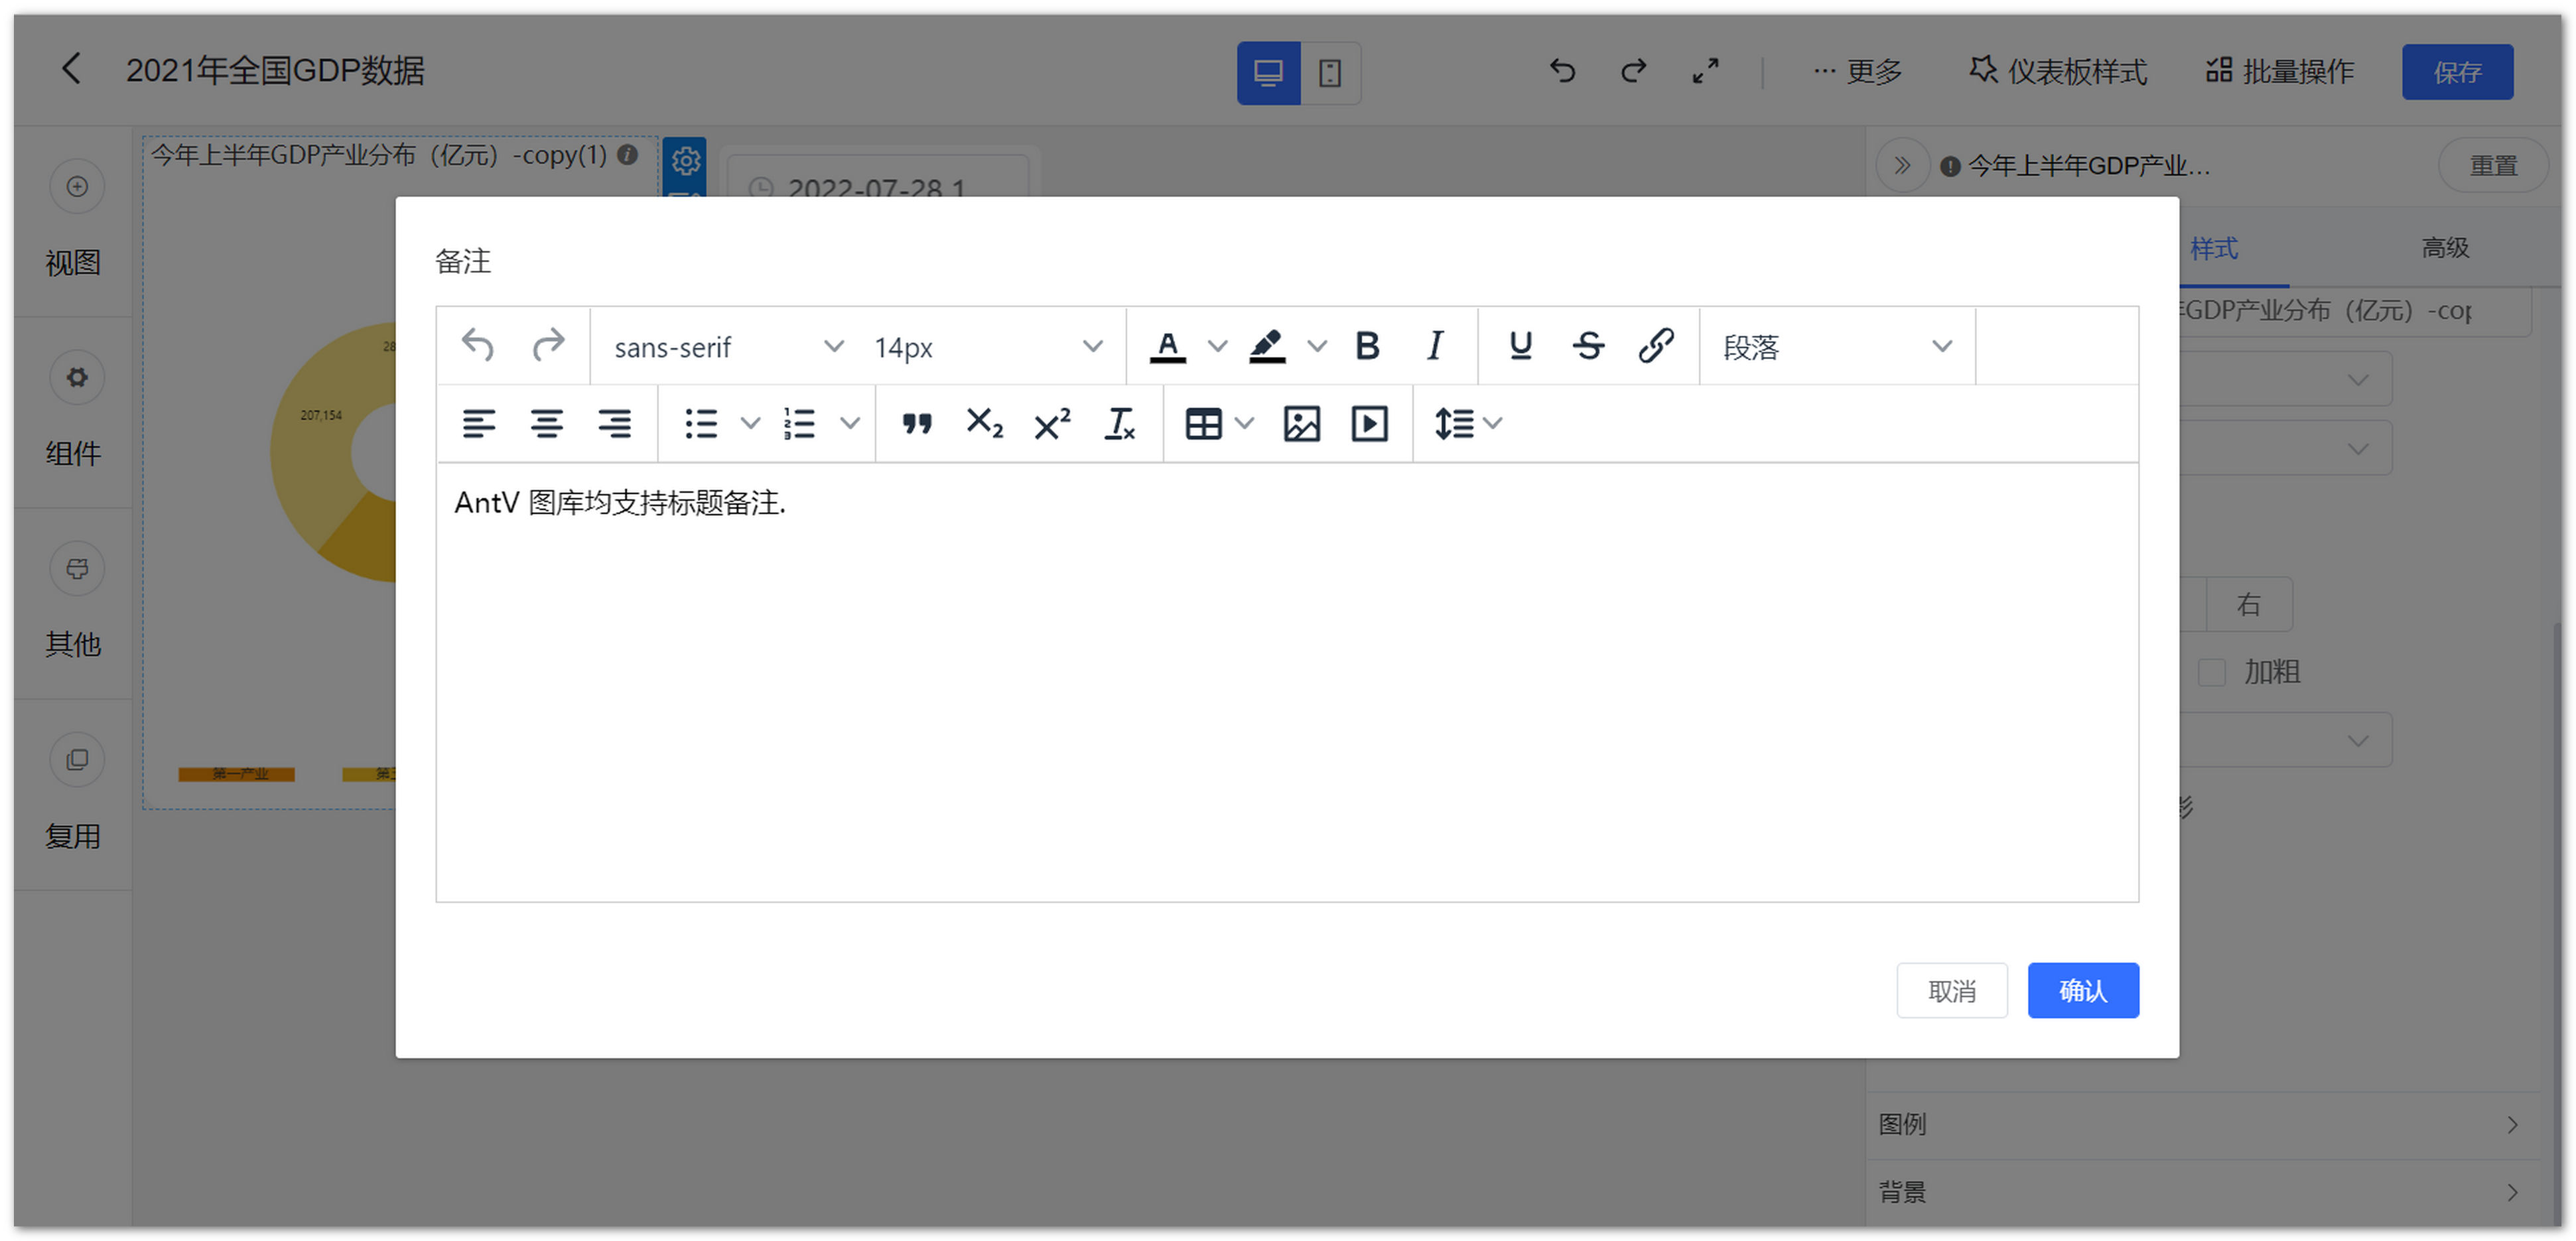 2021年全国GDP数据
更多
仪表板样式
批量操作
保存
今年上半年GDP产业分布（亿元）-copy(1)
2022-07-28 1
今年上半年GDP产业...
重置
视图
组件
其他
复用
样式
高级
GDP产业分布（亿元）-cop
右
加粗
影
图例
背景
28
207,154
第一产业
第三
备注
sans-serif
14px
段落
AntV 图库均支持标题备注.
取消
确认